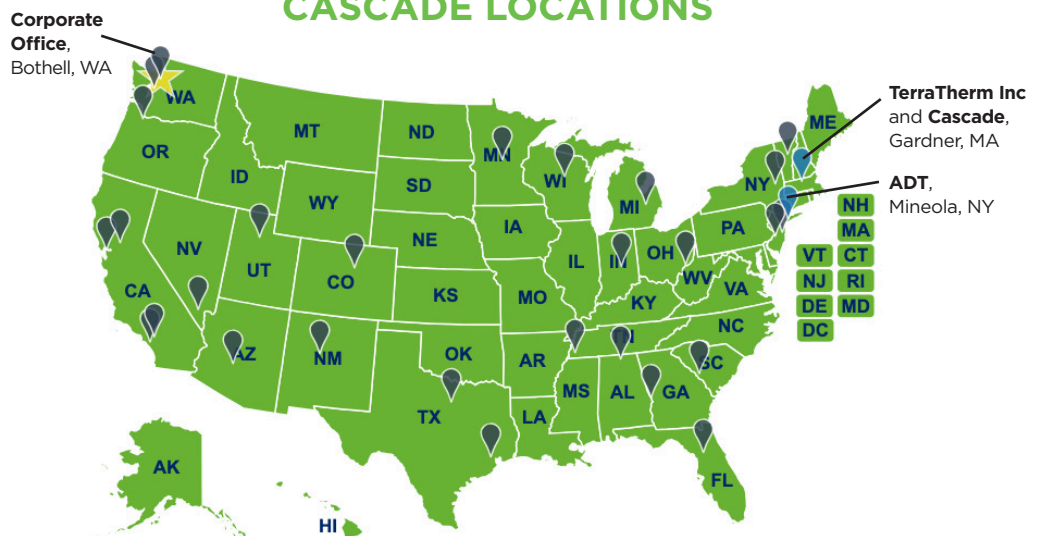 CASCADE LOCATIONS
Corporate
Office,
Bothell, WA
TerraTherm Inc
and Cascade,
Gardner, MA
ADT,
Mineola, NY
WA
MT
ND
MN
ME
OR
ID
SD
WI
MI
NY
WY
NV
UT
CO
NE
IA
IL
IN
OH
PA
WV
VA
CA
KS
MO
KY
NC
AZ
NM
OK
AR
TN
SC
TX
LA
MS
AL
GA
FL
AK
HI
NH
MA
VT CT
NJ RI
DE MD
DC